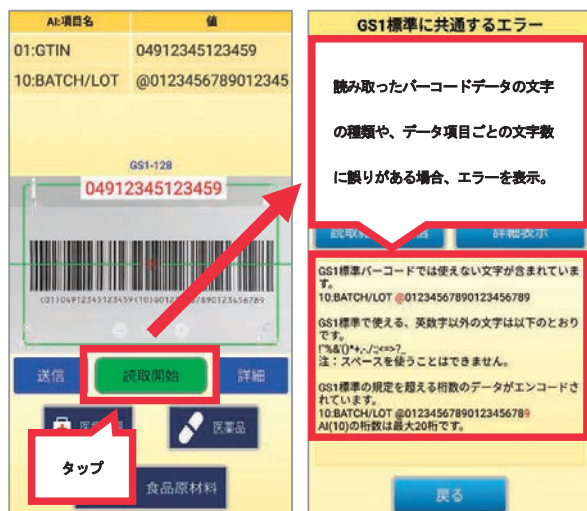 AI:項目名 値
01:GTIN 04912345123459
10:BATCH/LOT @0123456789012345
GS1-128
04912345123459
送信
読取開始
詳細
タップ
医薬品
食品原材料
GS1標準に共通するエラー
読み取ったバーコードデータの文字
の種類や、データ項目ごとの文字数
に誤りがある場合、エラーを表示。
詳細表示
GS1標準バーコードでは使えない文字が含まれていま
す。
10:BATCH/LOT @01234567890123456789
GS1標準で使える、英数字以外の文字は以下のとおり
です。
!"%&'()*+,-./:;<=>?_
注：スペースを使うことはできません。
GS1標準の規定を超える桁数のデータがエンコードさ
れています。
10:BATCH/LOT @01234567890123456789
AI(10)の桁数は最大20桁です。
戻る